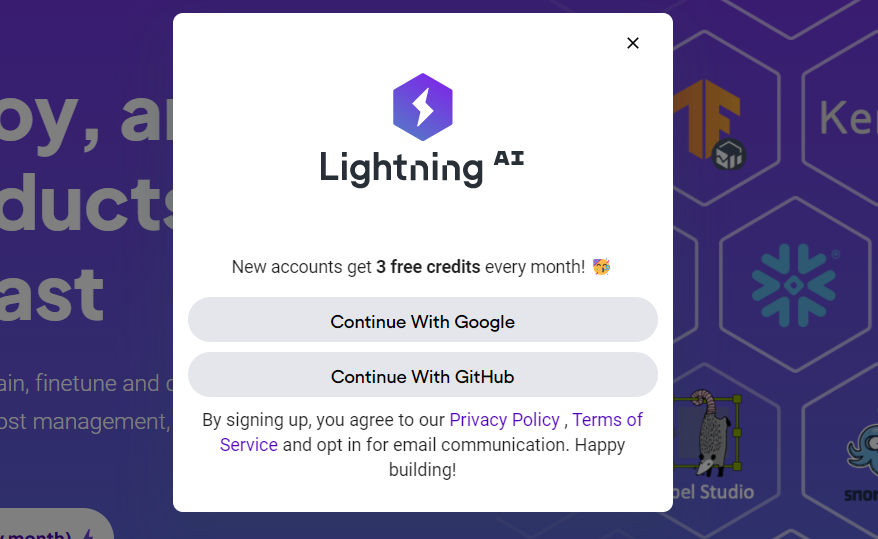 Lightning AI
New accounts get 3 free credits every month! 🥳
Continue With Google
Continue With GitHub
By signing up, you agree to our Privacy Policy , Terms of
Service and opt in for email communication. Happy
building!
oy, a
ducts
ast
ain, finetune and
ost management,
month)
Ke
®
bel Studio
snor